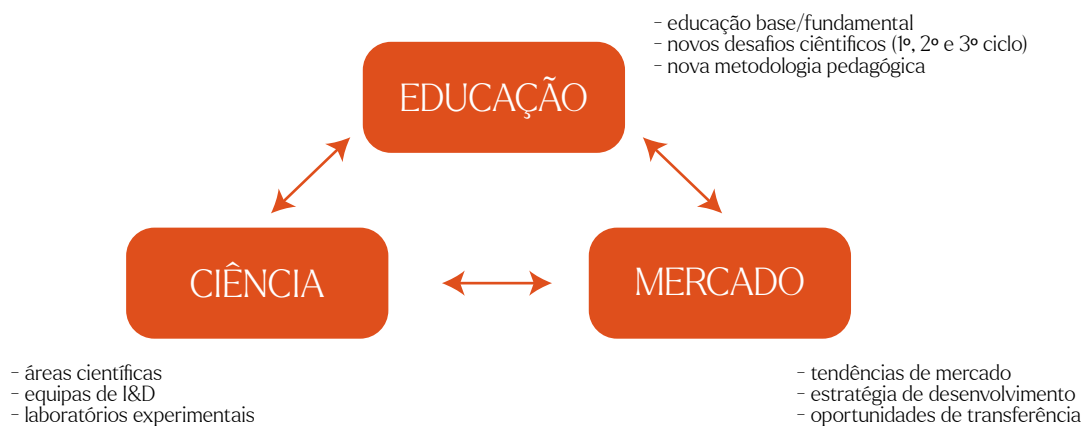 - educação base/fundamental
- novos desafios ciêntificos (1º, 2º e 3º ciclo)
- nova metodologia pedagógica
EDUCAÇÃO
CIÊNCIA
MERCADO
- áreas científicas
- equipas de I&D
- laboratórios experimentais
- tendências de mercado
- estratégia de desenvolvimento
- oportunidades de transferência